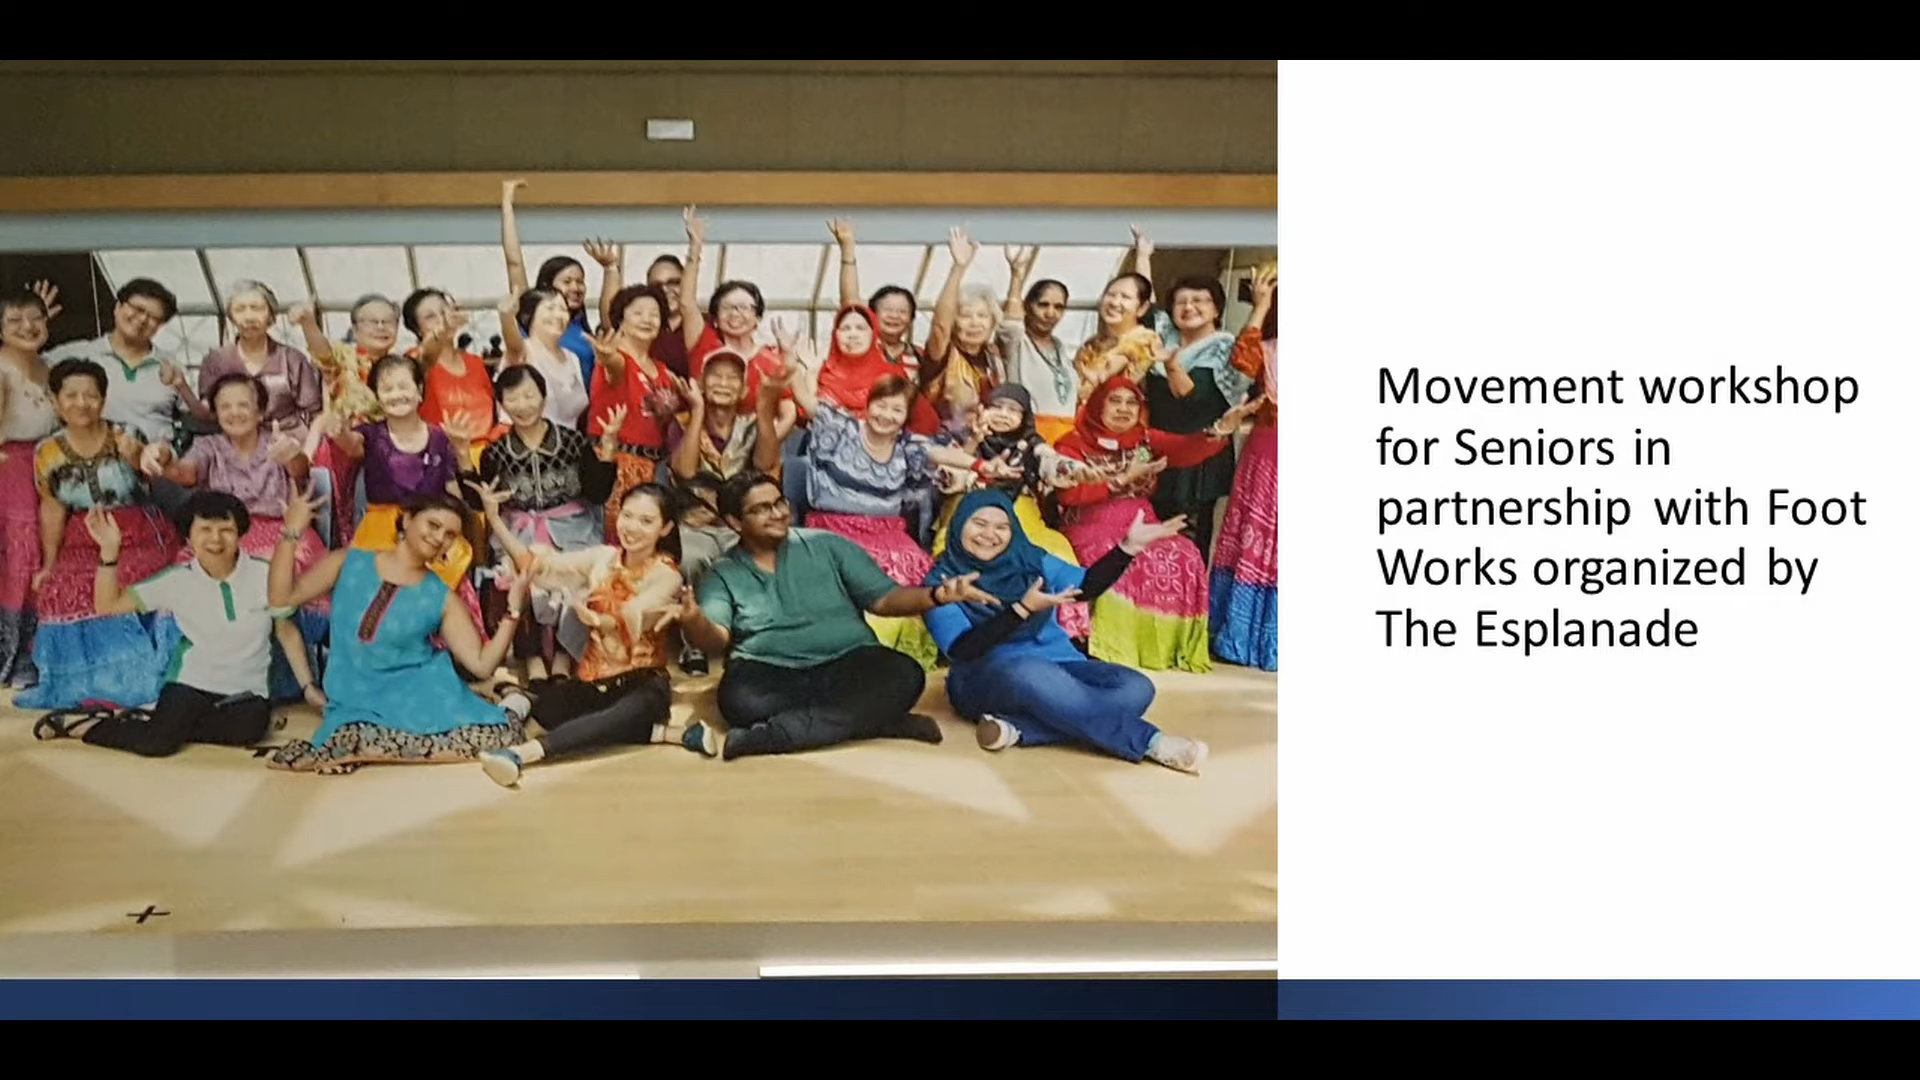 Movement workshop
for Seniors in
partnership with Foot
Works organized by
The Esplanade